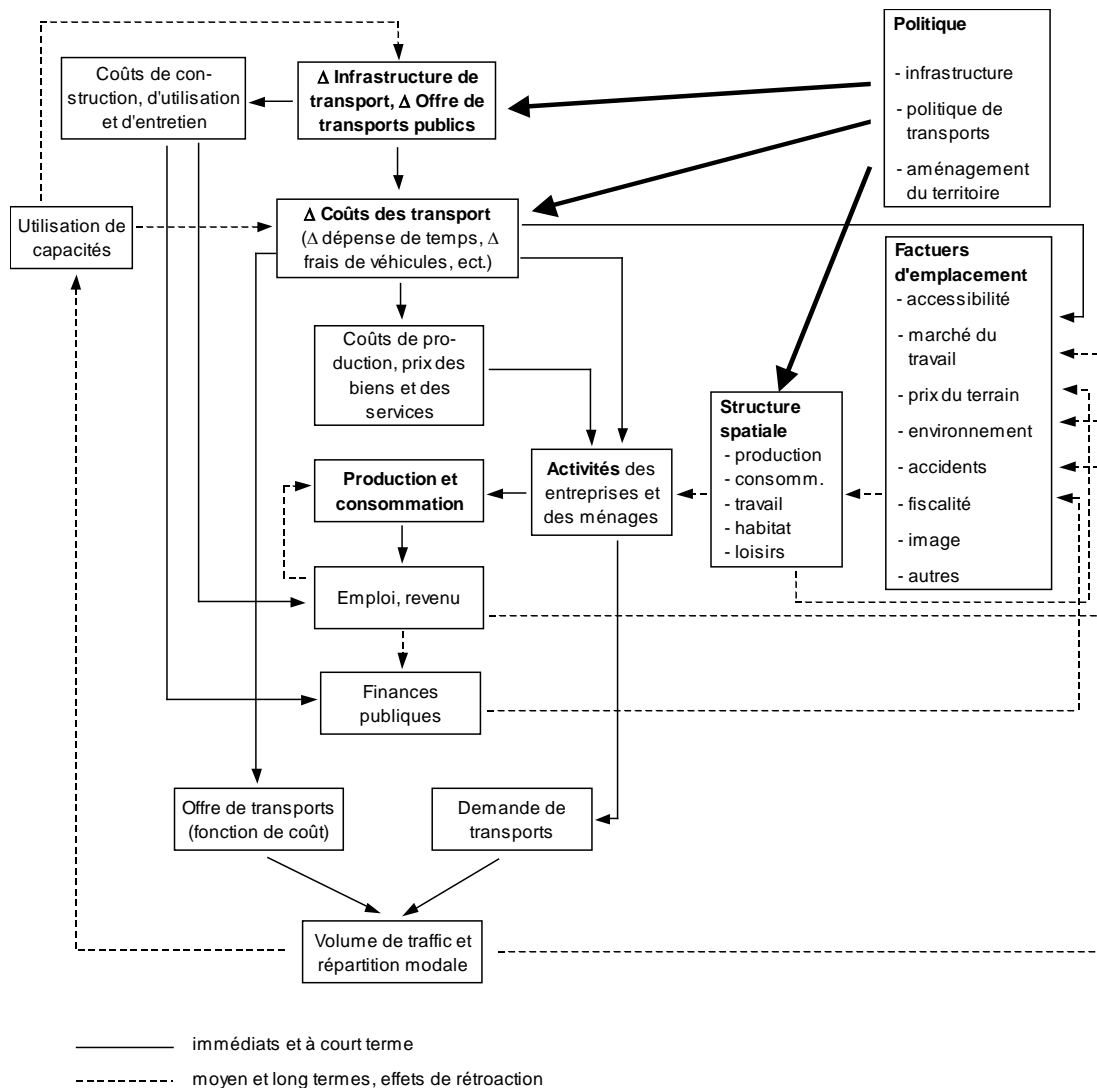 Politique
- infrastructure
- politique de
transports
- aménagement
du territoire
Coûts de con-
struction, d'utilisation
et d'entretien
Δ Infrastructure de
transport, Δ Offre de
transports publics
Utilisation de
capacités
Δ Coûts des transport
(Δ dépense de temps, Δ
frais de véhicules, ect.)
Factuers
d'emplacement
- accessibilité
- marché du
travail
- prix du terrain
- environnement
- accidents
- fiscalité
- image
- autres
Coûts de pro-
duction, prix des
biens et des
services
Structure
spatiale
- production
- consomm.
- travail
- habitat
- loisirs
Production et
consommation
Activités des
entreprises et
des ménages
Emploi, revenu
Finances
publiques
Offre de transports
(fonction de coût)
Demande de
transports
Volume de traffic et
répartition modale
immédiats et à court terme
moyen et long termes, effets de rétroaction